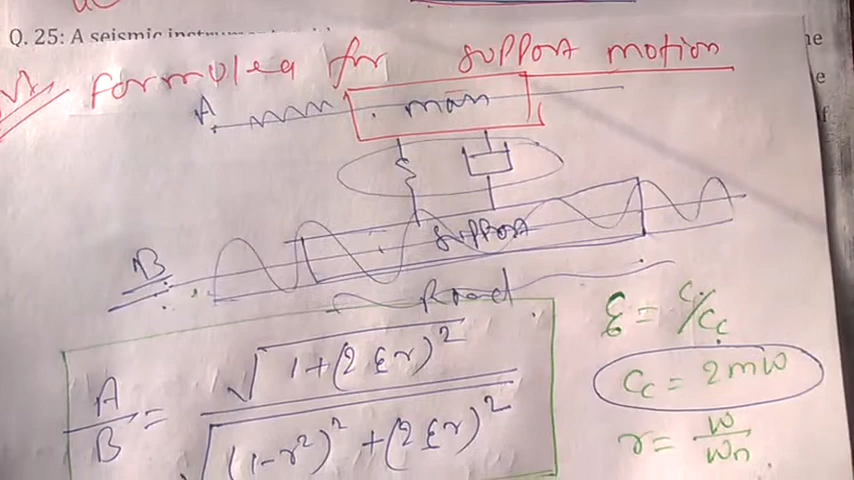 Q. 25: A seismic
formulea for support motion
A
man
support
B
Road
A/B = √(1+(2ξr)²) / √((1-r²)² + (2ξr)²)
ξ = C/Cc
Cc = 2mω
r = ω/ωn